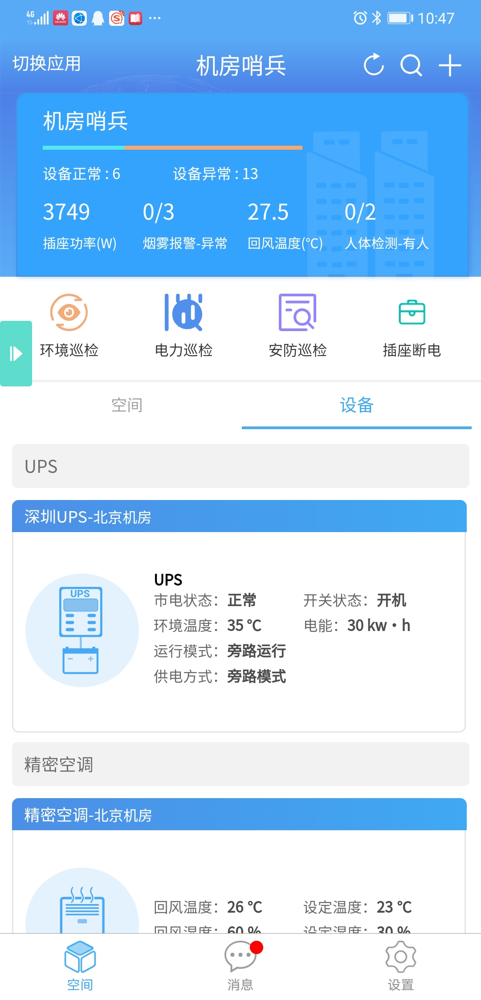 4G
HUAWEI
10:47
切换应用
机房哨兵
机房哨兵
设备正常 : 6
设备异常 : 13
3749
0/3
27.5
0/2
插座功率(W)
烟雾报警-异常
回风温度(℃)
人体检测-有人
环境巡检
电力巡检
安防巡检
插座断电
空间
设备
UPS
深圳UPS-北京机房
UPS
UPS
市电状态：正常
开关状态：开机
环境温度：35 ℃
电能：30 kw·h
运行模式：旁路运行
供电方式：旁路模式
精密空调
精密空调-北京机房
回风温度：26 ℃
设定温度：23 ℃
回风湿度：60 %
设定湿度：30 %
空间
消息
设置